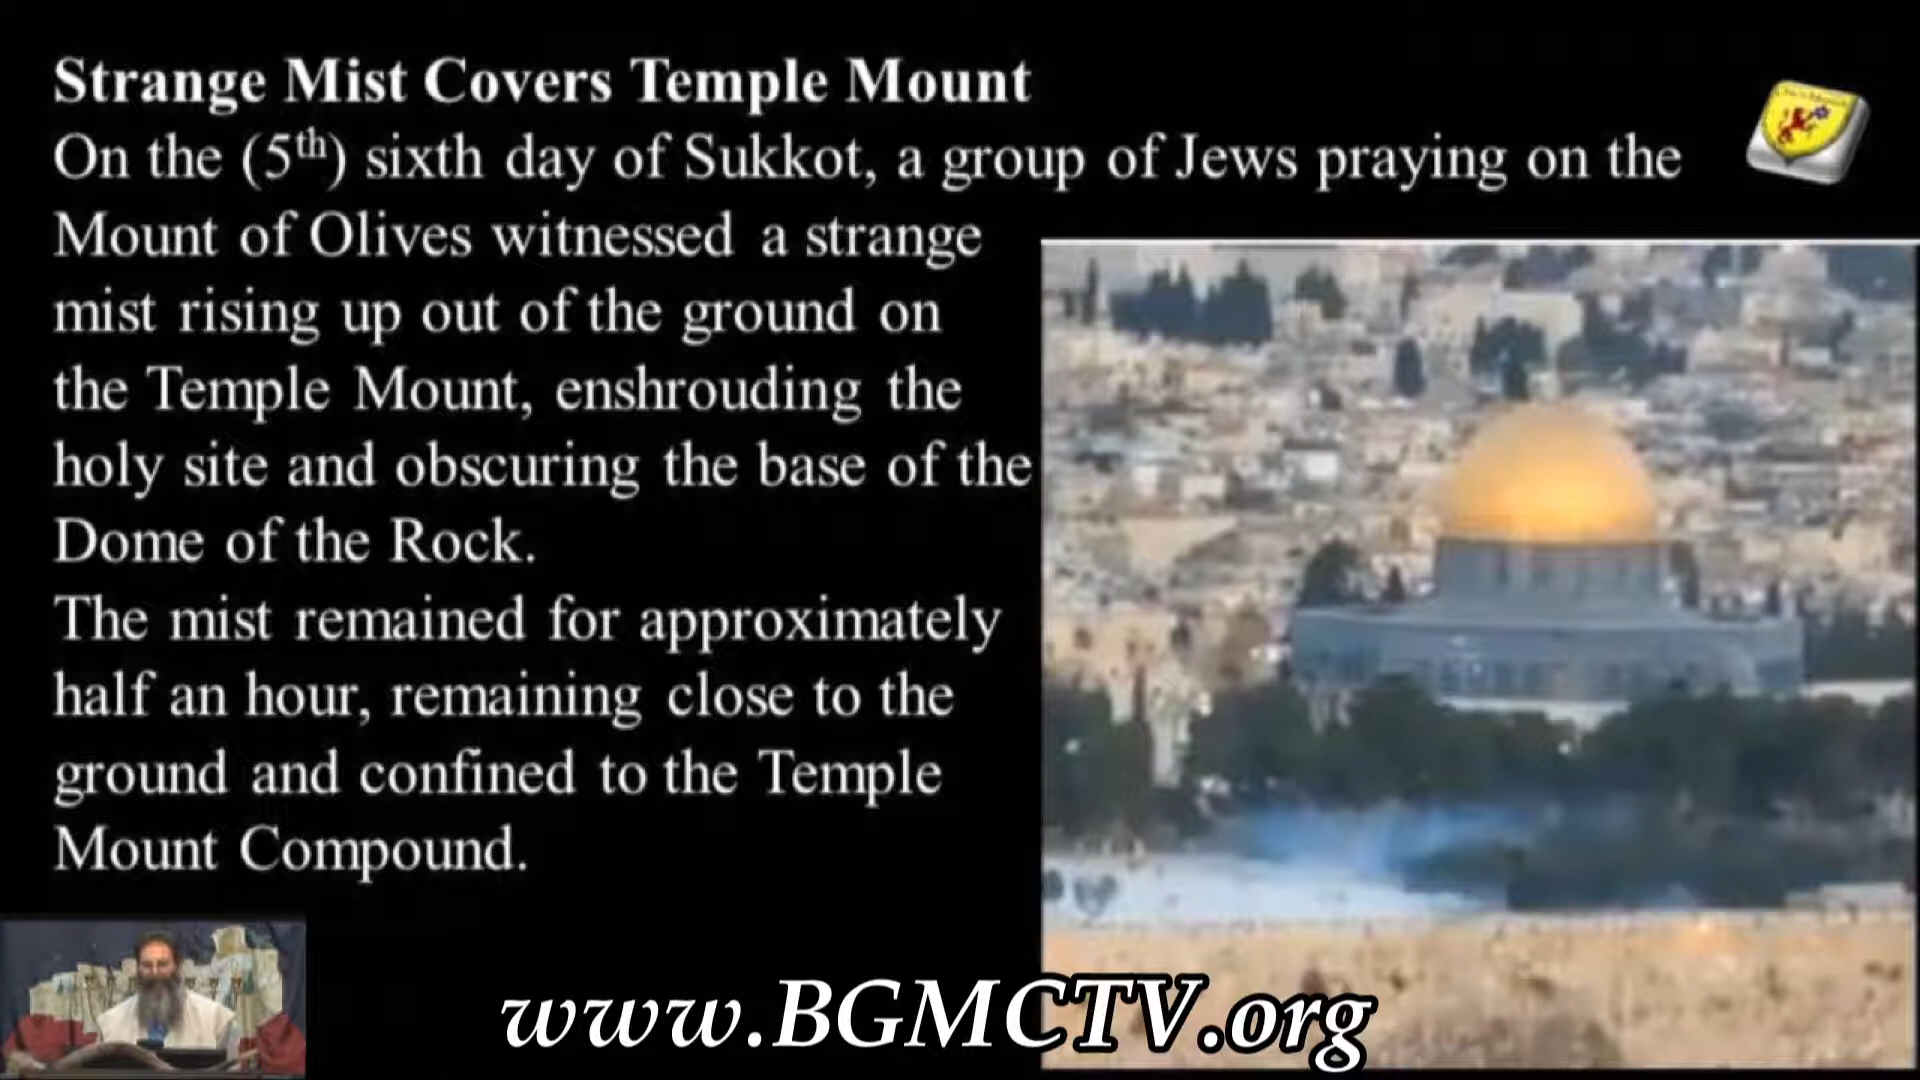 Strange Mist Covers Temple Mount
On the (5th) sixth day of Sukkot, a group of Jews praying on the
Mount of Olives witnessed a strange
mist rising up out of the ground on
the Temple Mount, enshrouding the
holy site and obscuring the base of the
Dome of the Rock.
The mist remained for approximately
half an hour, remaining close to the
ground and confined to the Temple
Mount Compound.
www.BGMCTV.org